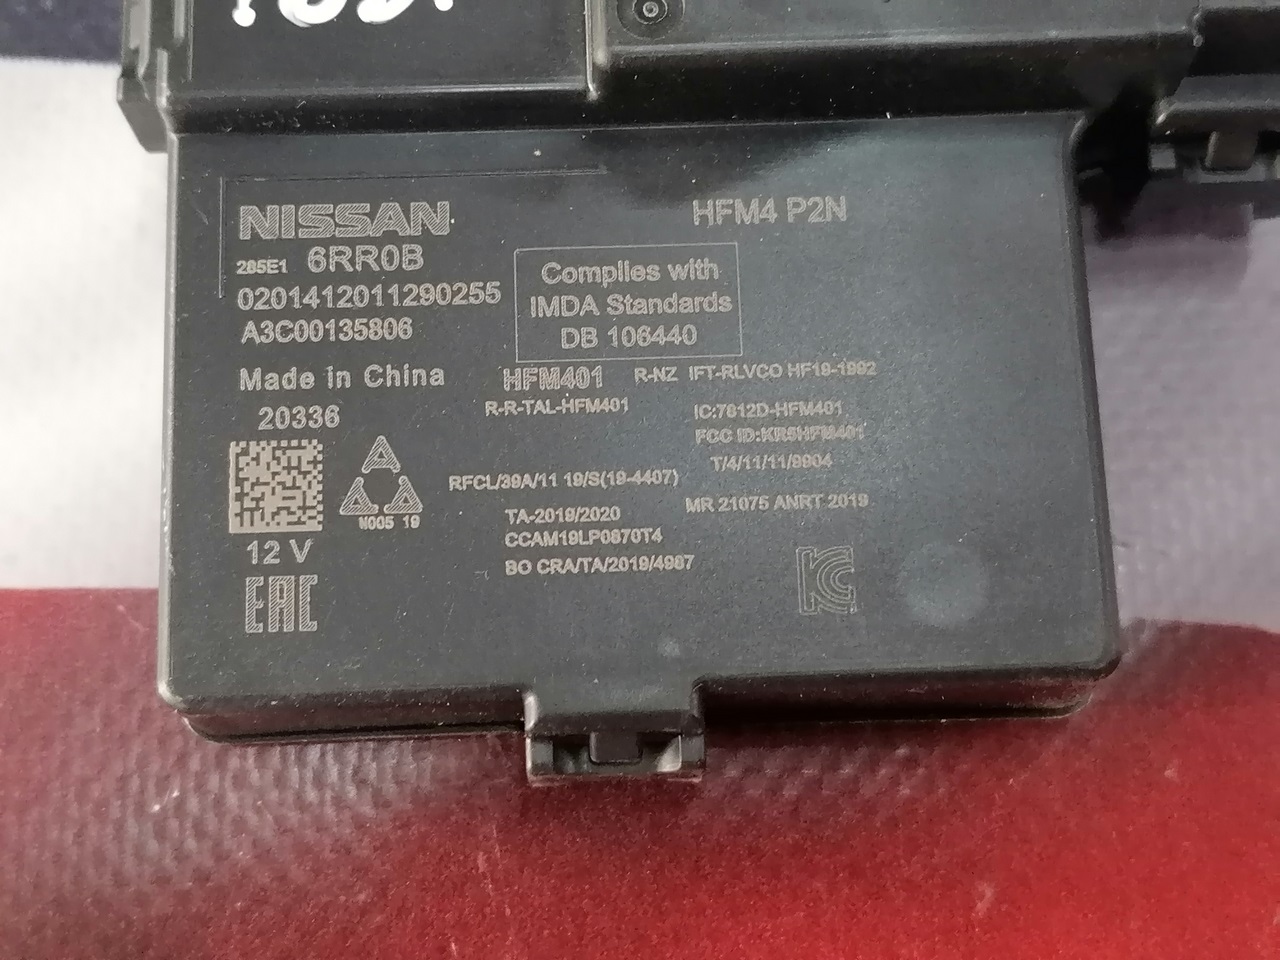 NISSAN
HFM4 P2N
285E1 6RR0B
0201412011290255
A3C00135806
Complies with
IMDA Standards
DB 106440
Made in China
HFM401
R-NZ
IFT-RLVCO HF19-1992
20336
R-R-TAL-HFM401
IC:7812D-HFM401
FCC ID:KR5HFM401
T/4/11/11/9904
RFCL/39A/11 19/S(19-4407)
MR 21075 ANRT 2019
N005 19
TA-2019/2020
CCAM19LP0870T4
BO CRA/TA/2019/4987
12 V
EAC
KC